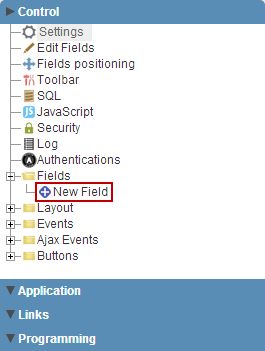 Control
Settings
Edit Fields
Fields positioning
Toolbar
SQL
JavaScript
Security
Log
Authentications
Fields
New Field
Layout
Events
Ajax Events
Buttons
Application
Links
Programming